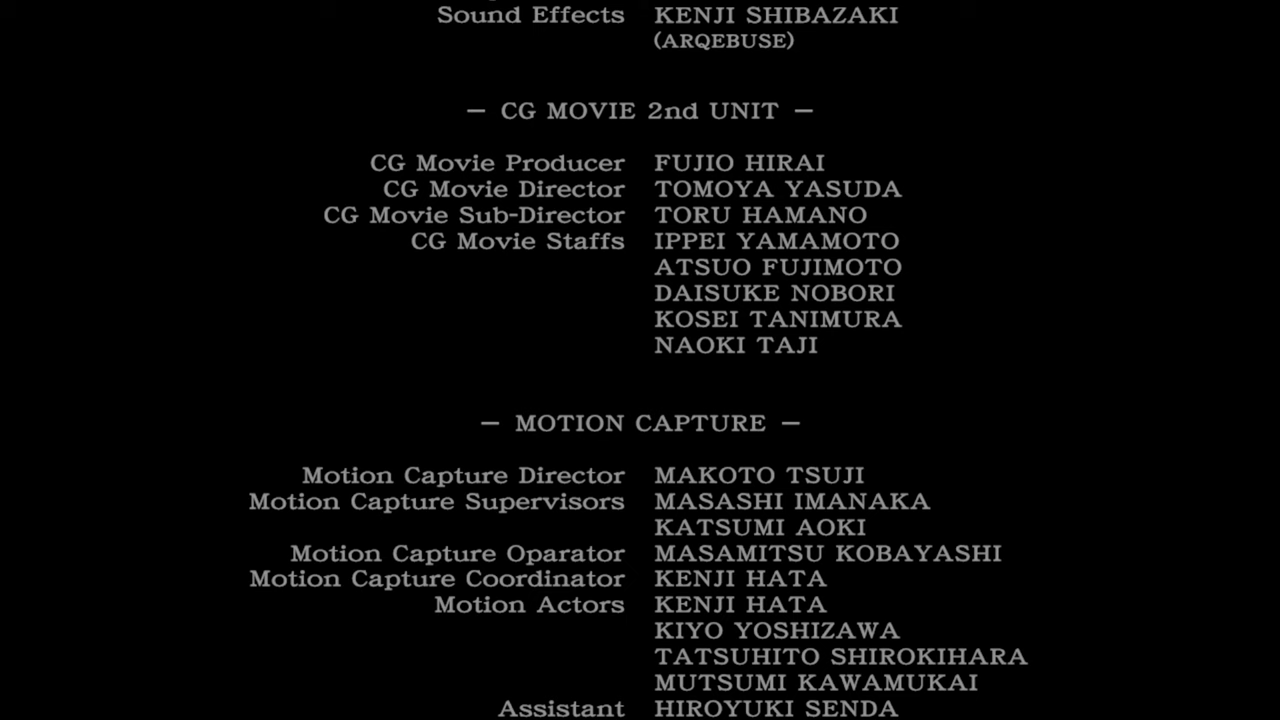 Sound Effects KENJI SHIBAZAKI
(ARQEBUSE)
— CG MOVIE 2nd UNIT —
CG Movie Producer FUJIO HIRAI
CG Movie Director TOMOYA YASUDA
CG Movie Sub-Director TORU HAMANO
CG Movie Staffs IPPEI YAMAMOTO
ATSUO FUJIMOTO
DAISUKE NOBORI
KOSEI TANIMURA
NAOKI TAJI
— MOTION CAPTURE —
Motion Capture Director MAKOTO TSUJI
Motion Capture Supervisors MASASHI IMANAKA
KATSUMI AOKI
Motion Capture Oparator MASAMITSU KOBAYASHI
Motion Capture Coordinator KENJI HATA
Motion Actors KENJI HATA
KIYO YOSHIZAWA
TATSUHITO SHIROKIHARA
MUTSUMI KAWAMUKAI
Assistant HIROYUKI SENDA